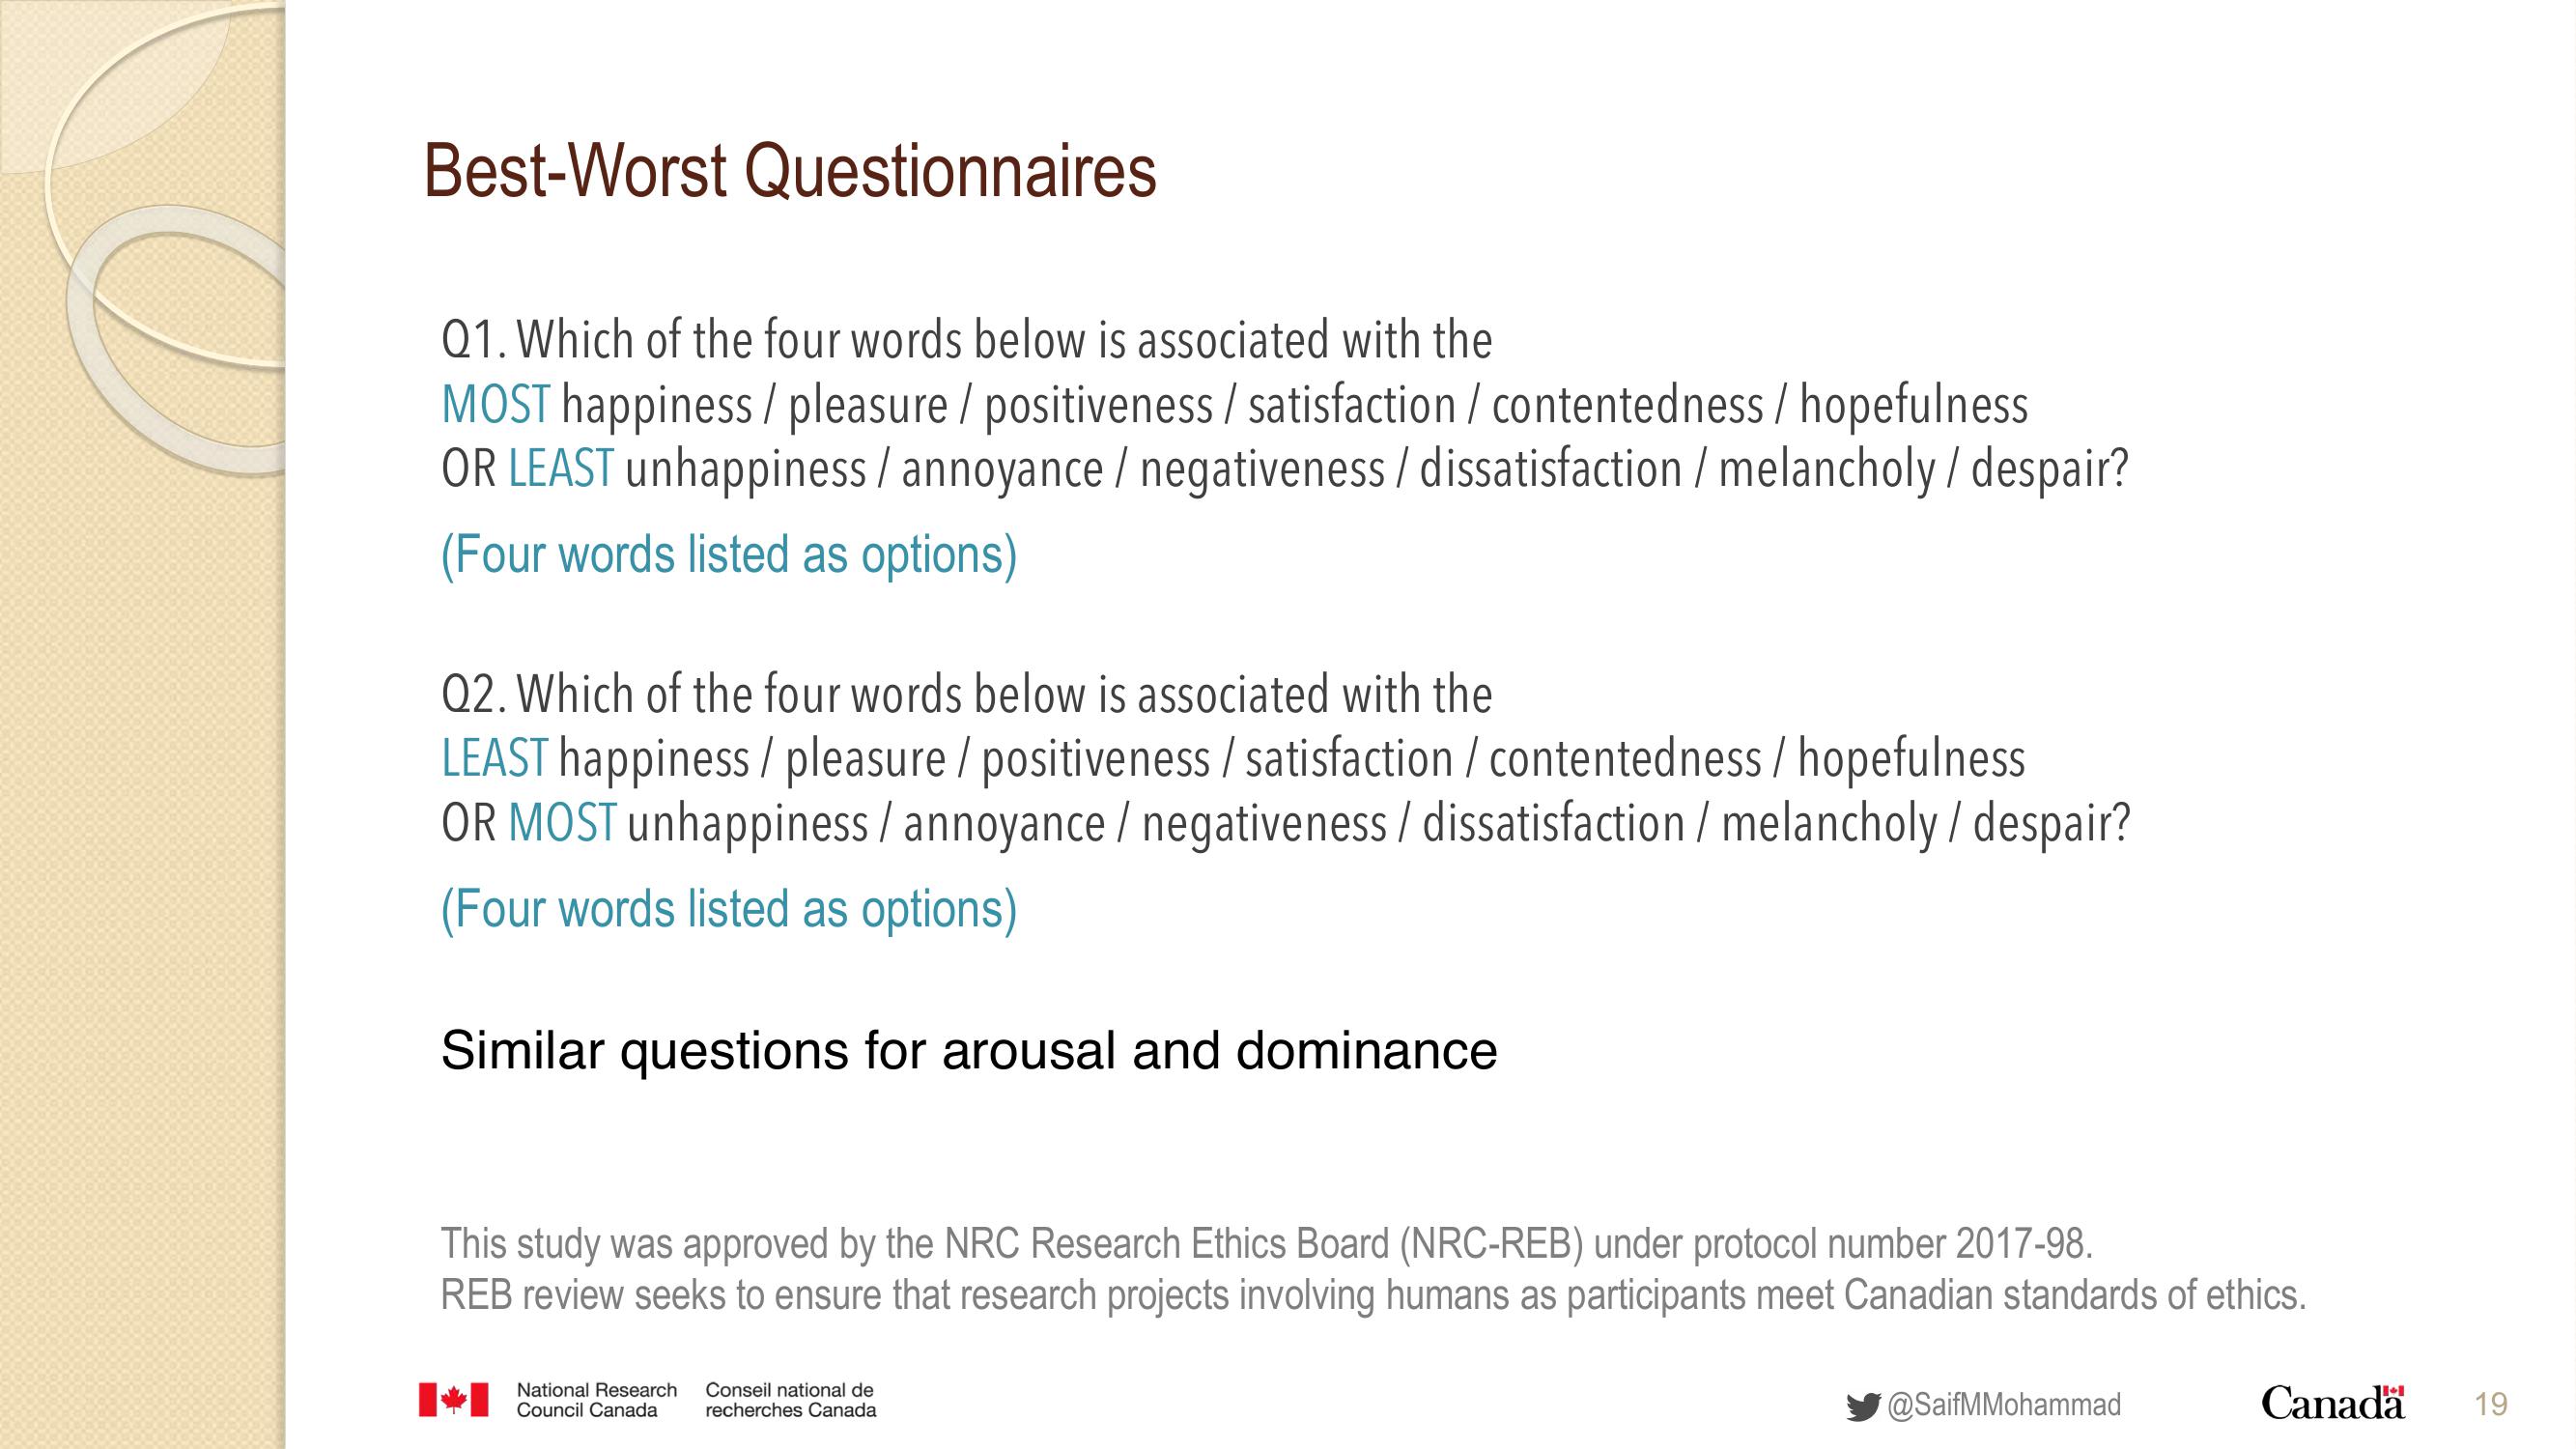 Best-Worst Questionnaires
Q1. Which of the four words below is associated with the
MOST happiness / pleasure / positiveness / satisfaction / contentedness / hopefulness
OR LEAST unhappiness / annoyance / negativeness / dissatisfaction / melancholy / despair?
(Four words listed as options)
Q2. Which of the four words below is associated with the
LEAST happiness / pleasure / positiveness / satisfaction / contentedness / hopefulness
OR MOST unhappiness / annoyance / negativeness / dissatisfaction / melancholy / despair?
(Four words listed as options)
Similar questions for arousal and dominance
This study was approved by the NRC Research Ethics Board (NRC-REB) under protocol number 2017-98.
REB review seeks to ensure that research projects involving humans as participants meet Canadian standards of ethics.
National Research
Council Canada
Conseil national de
recherches Canada
@SaifMMohammad
Canada
19